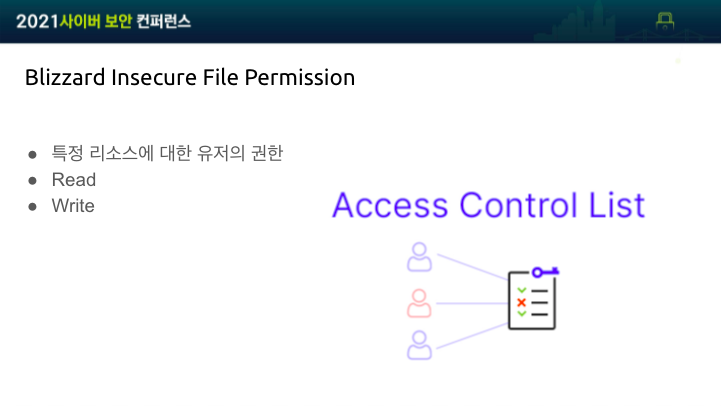 2021사이버 보안 컨퍼런스
Blizzard Insecure File Permission
● 특정 리소스에 대한 유저의 권한
● Read
● Write
Access Control List